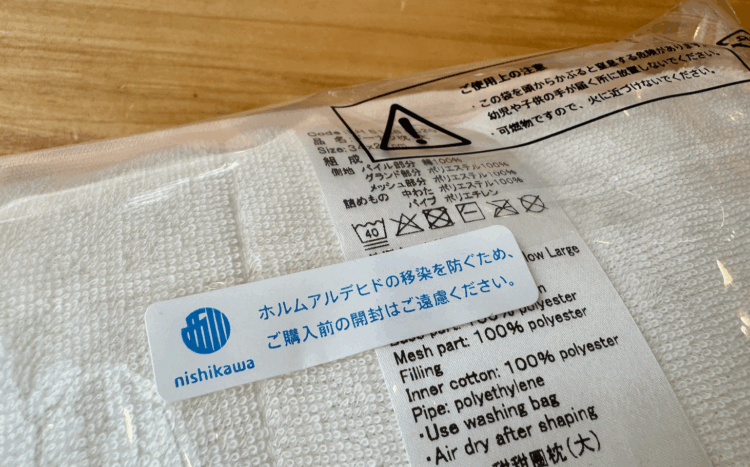 ご使用上の注意
・この袋を頭からかぶると窒息する危険があります。
幼児や子供の手が届く所に放置しないでください。
・可燃物ですので、火に近づけないでください。
Code
品 名
Size:
組 成
側地 パイル部分 綿100%
グランド部分 ポリエステル100%
メッシュ部分 ポリエステル100%
詰めもの 中わた ポリエステル100%
パイプ ポリエチレン
40
ホルムアルデヒドの移染を防ぐため、
ご購入前の開封はご遠慮ください。
nishikawa
Large
polyester
Mesh part: 100% polyester
Filling
Inner cotton: 100% polyester
Pipe: polyethylene
・Use washing bag
・Air dry after shaping
甜甜圈枕(大)